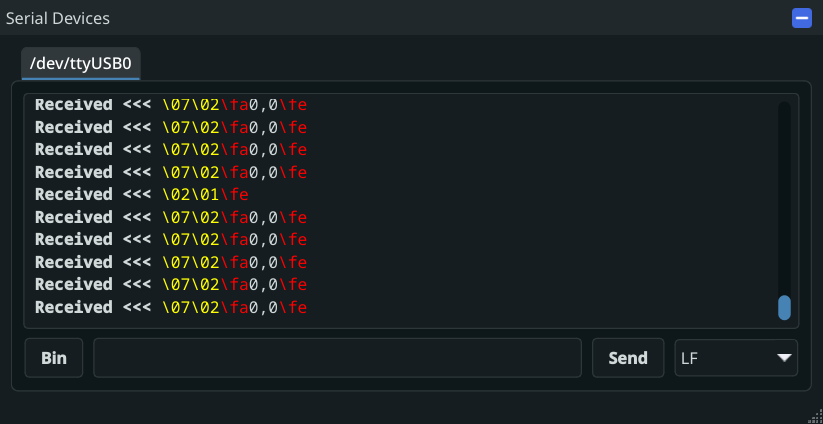 Serial Devices
/dev/ttyUSB0
Received <<< \07\02\fa0,0\fe
Received <<< \07\02\fa0,0\fe
Received <<< \07\02\fa0,0\fe
Received <<< \07\02\fa0,0\fe
Received <<< \02\01\fe
Received <<< \07\02\fa0,0\fe
Received <<< \07\02\fa0,0\fe
Received <<< \07\02\fa0,0\fe
Received <<< \07\02\fa0,0\fe
Received <<< \07\02\fa0,0\fe
Bin Send LF